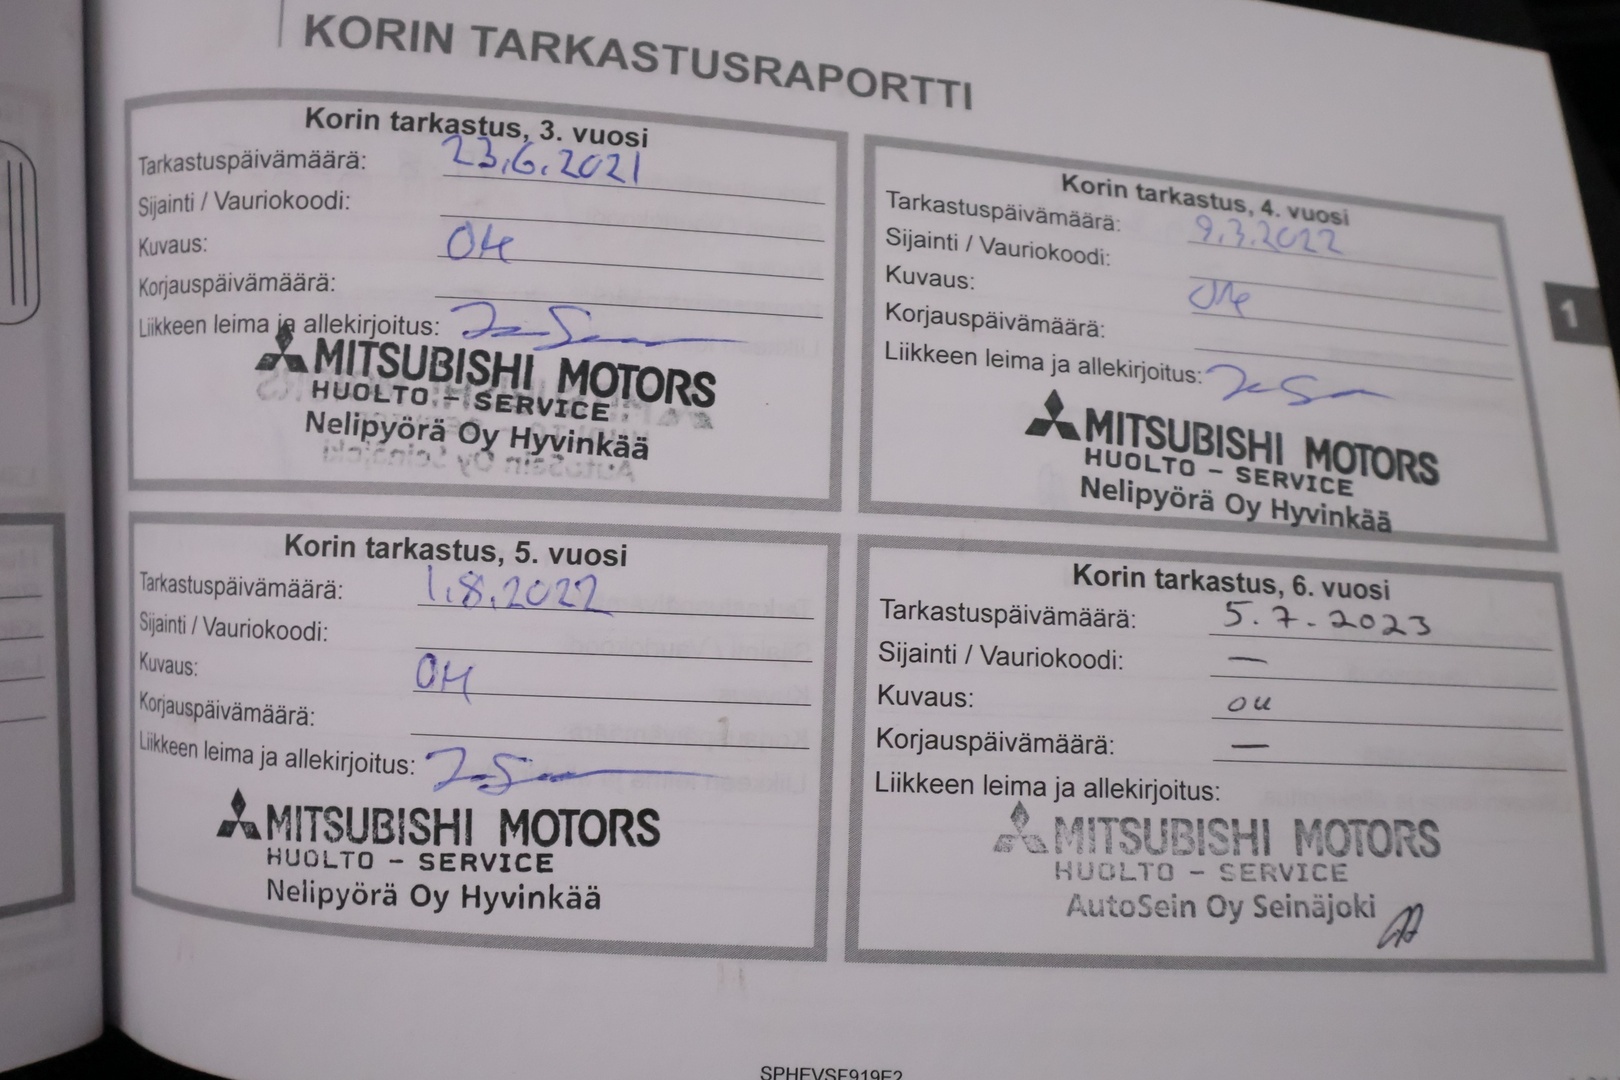 KORIN TARKASTUSRAPORTTI
Korin tarkastus, 3. vuosi
Tarkastuspäivämäärä: 23.6.2021
Sijainti / Vauriokoodi:
Kuvaus: OK
Korjauspäivämäärä:
Liikkeen leima ja allekirjoitus:
MITSUBISHI MOTORS
HUOLTO - SERVICE
Nelipyörä Oy Hyvinkää
Korin tarkastus, 4. vuosi
Tarkastuspäivämäärä: 9.3.2022
Sijainti / Vauriokoodi:
Kuvaus: OK
Korjauspäivämäärä:
Liikkeen leima ja allekirjoitus:
MITSUBISHI MOTORS
HUOLTO - SERVICE
Nelipyörä Oy Hyvinkää
1
Korin tarkastus, 5. vuosi
Tarkastuspäivämäärä: 1.8.2022
Sijainti / Vauriokoodi:
Kuvaus: OK
Korjauspäivämäärä:
Liikkeen leima ja allekirjoitus:
MITSUBISHI MOTORS
HUOLTO - SERVICE
Nelipyörä Oy Hyvinkää
Korin tarkastus, 6. vuosi
Tarkastuspäivämäärä: 5.7.2023
Sijainti / Vauriokoodi: —
Kuvaus: OK
Korjauspäivämäärä: —
Liikkeen leima ja allekirjoitus:
MITSUBISHI MOTORS
HUOLTO - SERVICE
AutoSein Oy Seinäjoki
SPHEVSE919E2